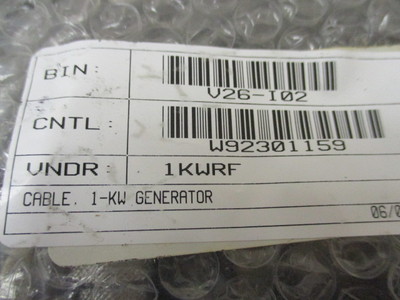 BIN:
V26-I02
CNTL:
W92301159
VNDR: 1KWRF
CABLE, 1-KW GENERATOR
06/0